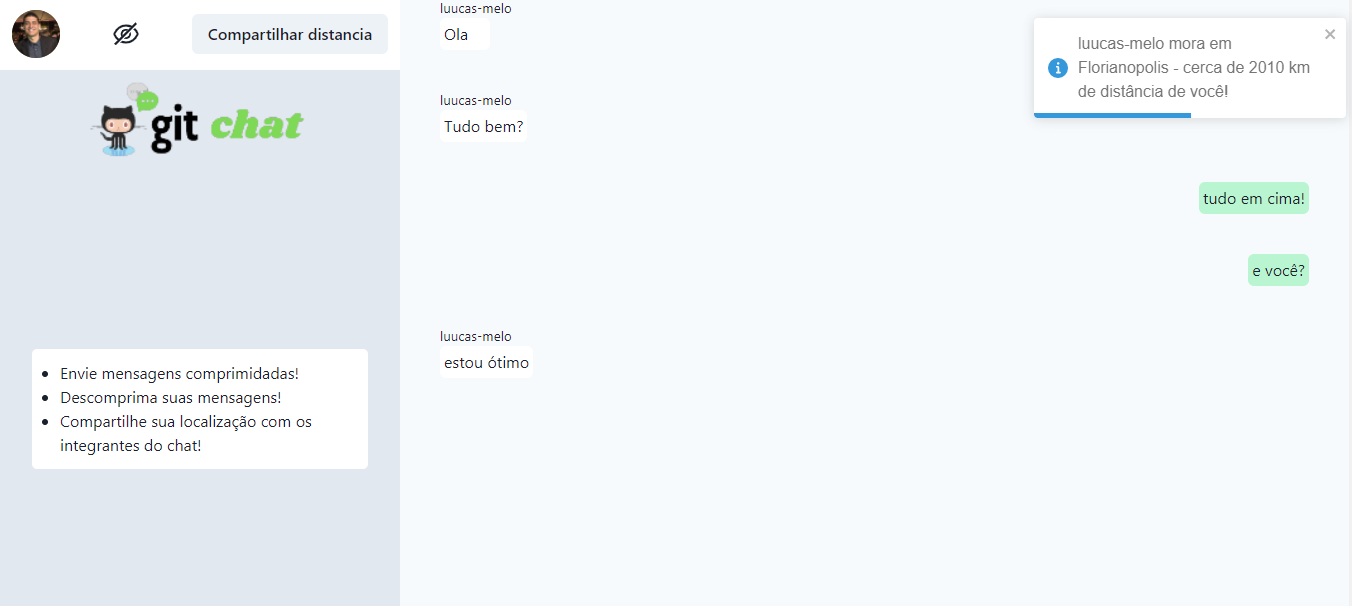 Compartilhar distancia
git chat
Envie mensagens comprimidadas!
Descomprima suas mensagens!
Compartilhe sua localização com os
integrantes do chat!
luucas-melo
Ola
luucas-melo
Tudo bem?
tudo em cima!
e você?
luucas-melo
estou ótimo
luucas-melo mora em
Florianopolis - cerca de 2010 km
de distância de você!